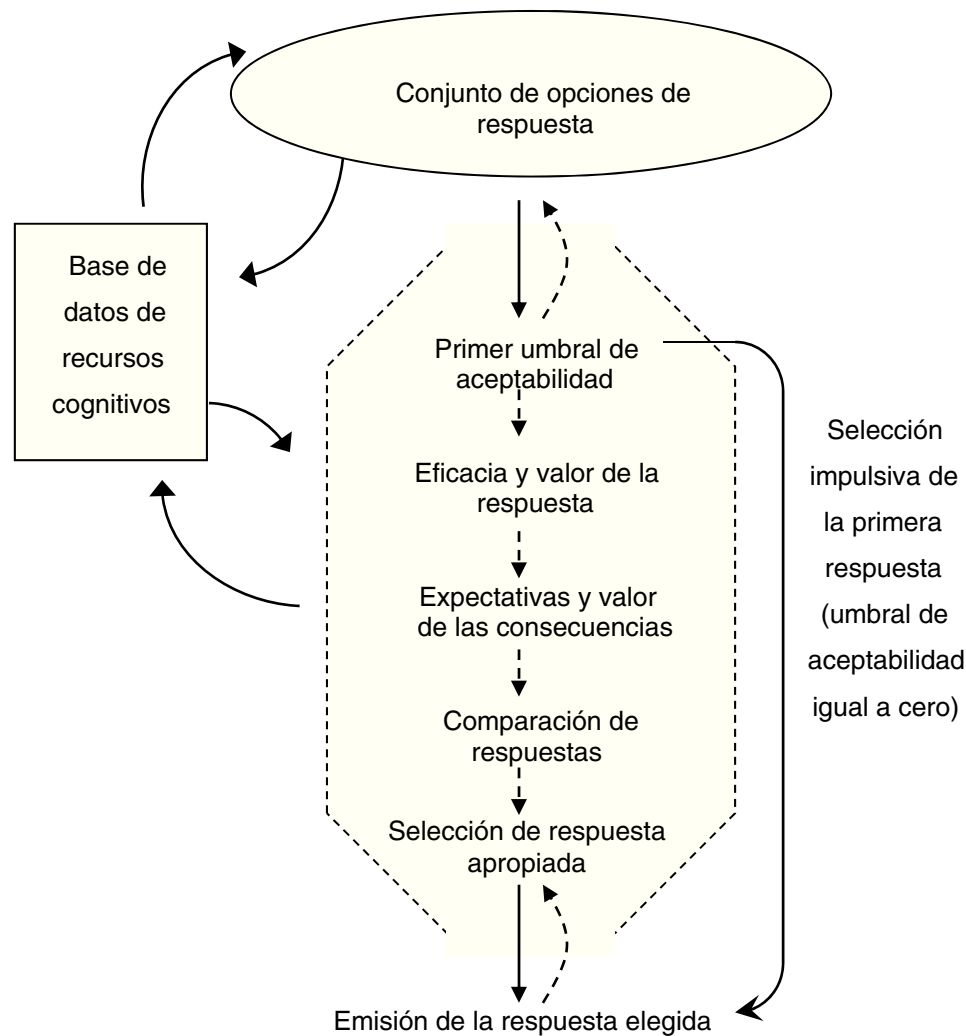 Conjunto de opciones de
respuesta
Base de
datos de
recursos
cognitivos
Primer umbral de
aceptabilidad
Eficacia y valor de la
respuesta
Expectativas y valor
de las consecuencias
Comparación de
respuestas
Selección de respuesta
apropiada
Emisión de la respuesta elegida
Selección
impulsiva de
la primera
respuesta
(umbral de
aceptabilidad
igual a cero)